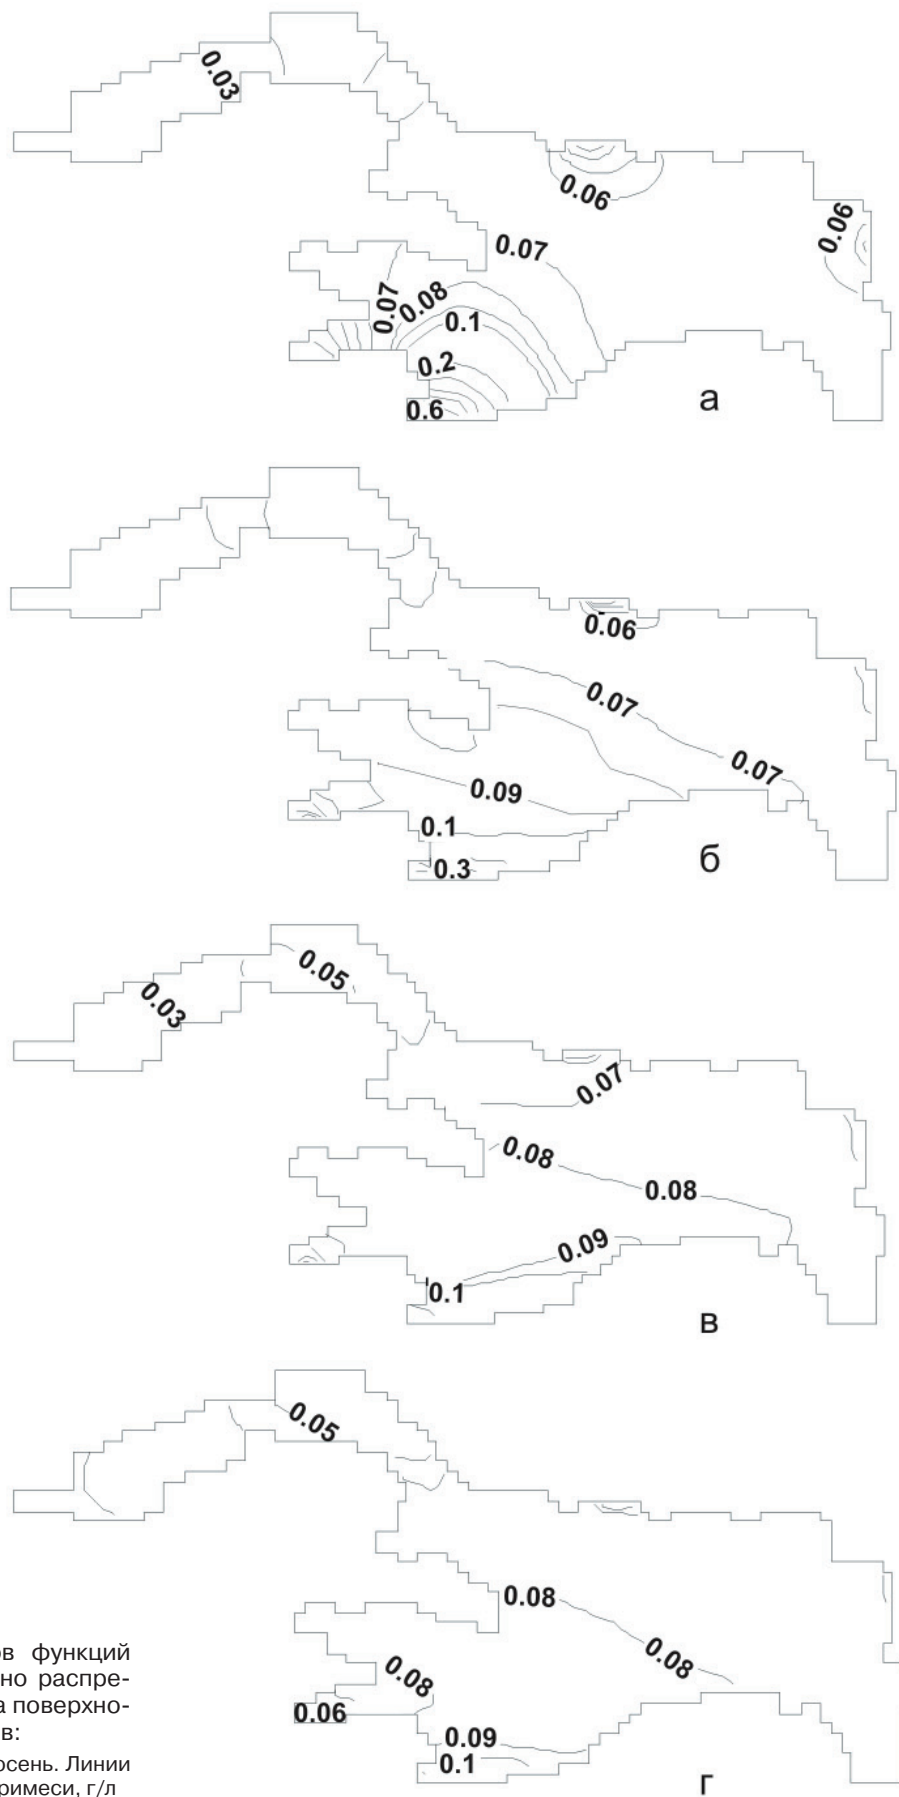 0.03
0.06
0.06
0.07
0.07
0.08
0.1
0.2
0.6
а
0.06
0.07
0.07
0.09
0.1
0.3
б
0.05
0.03
0.07
0.08
0.08
0.09
0.1
в
0.05
0.08
0.08
0.08
0.06
0.09
0.1
г
ов функций
но распре-
а поверхно-
в:
осень. Линии
римеси, г/л